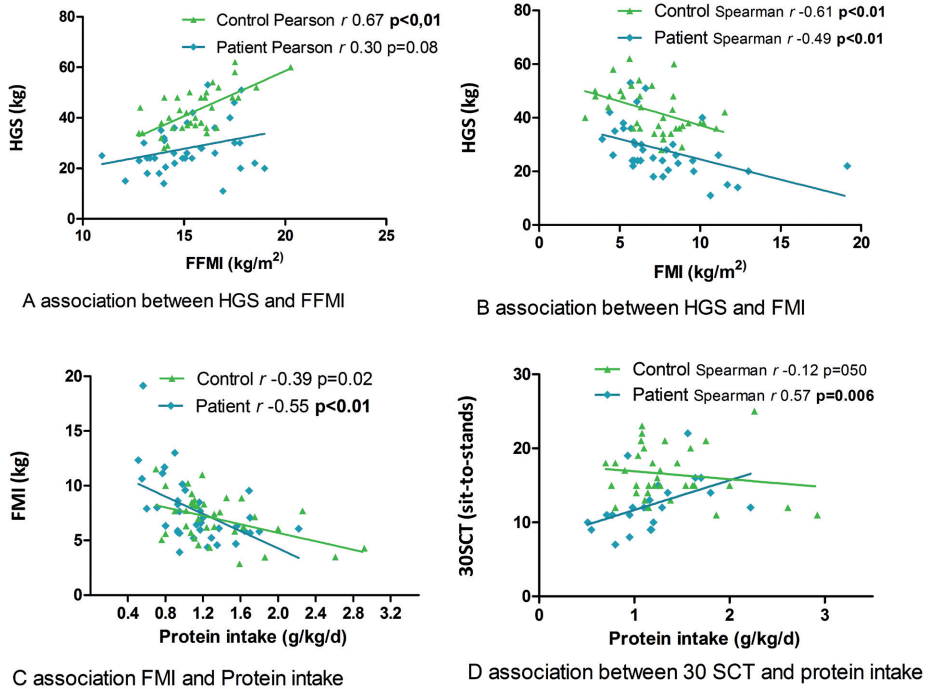 Control Pearson r 0.67 p<0,01
Patient Pearson r 0.30 p=0.08
HGS (kg)
80
60
40
20
0
10 15 20 25
FFMI (kg/m²)
A association between HGS and FFMI
Control Spearman r -0.61 p<0.01
Patient Spearman r -0.49 p<0.01
HGS (kg)
80
60
40
20
0
0 5 10 15 20
FMI (kg/m²)
B association between HGS and FMI
Control r -0.39 p=0.02
Patient r -0.55 p<0.01
FMI (kg)
20
15
10
5
0
0.4 0.8 1.2 1.6 2.0 2.4 2.8 3.2
Protein intake (g/kg/d)
C association FMI and Protein intake
Control Spearman r -0.12 p=050
Patient Spearman r 0.57 p=0.006
30SCT (sit-to-stands)
30
20
10
0
0 1 2 3
Protein intake (g/kg/d)
D association between 30 SCT and protein intake